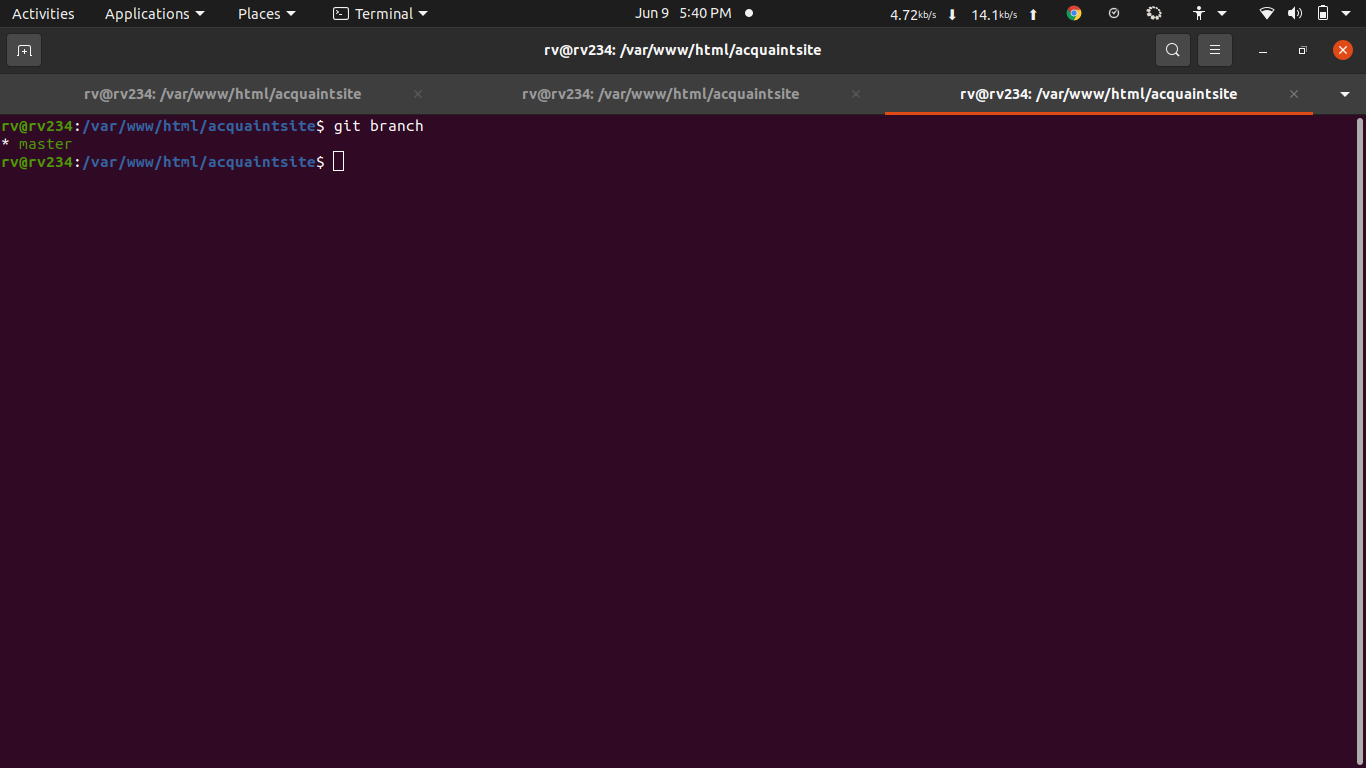 Activities Applications Places Terminal Jun 9 5:40 PM 4.72kb/s 14.1kb/s
rv@rv234: /var/www/html/acquaintsite
rv@rv234: /var/www/html/acquaintsite rv@rv234: /var/www/html/acquaintsite rv@rv234: /var/www/html/acquaintsite
rv@rv234:/var/www/html/acquaintsite$ git branch
* master
rv@rv234:/var/www/html/acquaintsite$